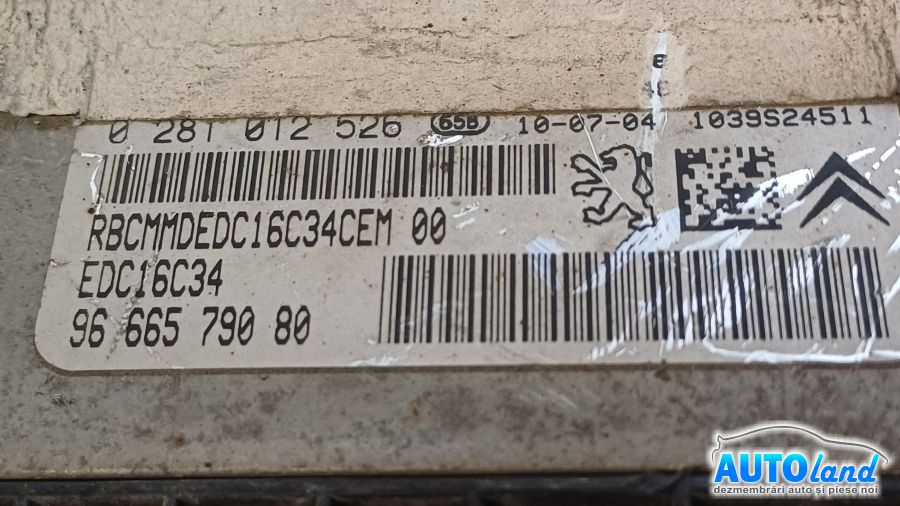 0 281 012 526 65B 10-07-04 1039S24511
RBCMMDEDC16C34CEM 00
EDC16C34
96 665 790 80
AUTOland
dezmembrări auto și piese noi